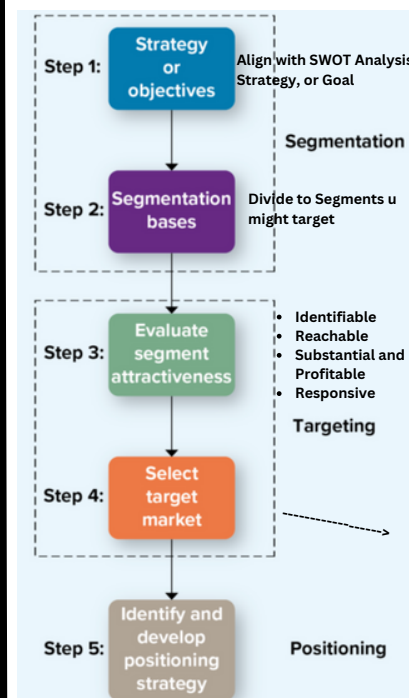 Step 1:
Strategy
or
objectives
Align with SWOT Analysis
Strategy, or Goal
Segmentation
Step 2:
Segmentation
bases
Divide to Segments u
might target
Step 3:
Evaluate
segment
attractiveness
• Identifiable
• Reachable
• Substantial and
Profitable
• Responsive
Targeting
Step 4:
Select
target
market
Step 5:
Identify and
develop
positioning
strategy
Positioning